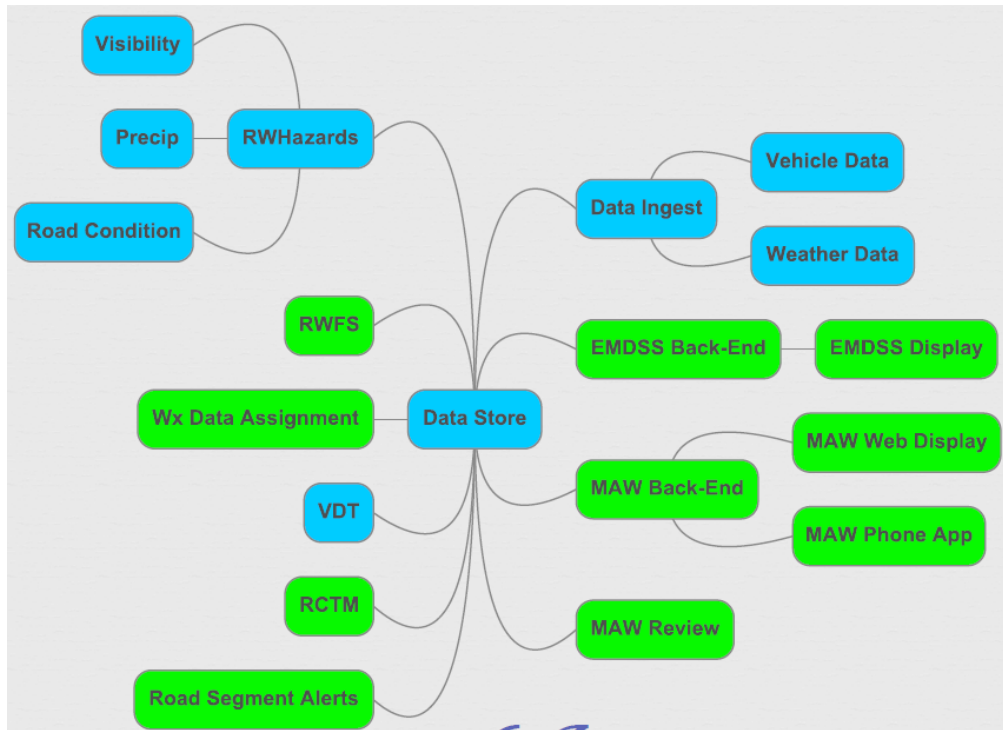 Visibility
Precip
RWHazards
Road Condition
RWFS
Wx Data Assignment
VDT
RCTM
Road Segment Alerts
Data Store
Data Ingest
Vehicle Data
Weather Data
EMDSS Back-End
EMDSS Display
MAW Back-End
MAW Web Display
MAW Phone App
MAW Review